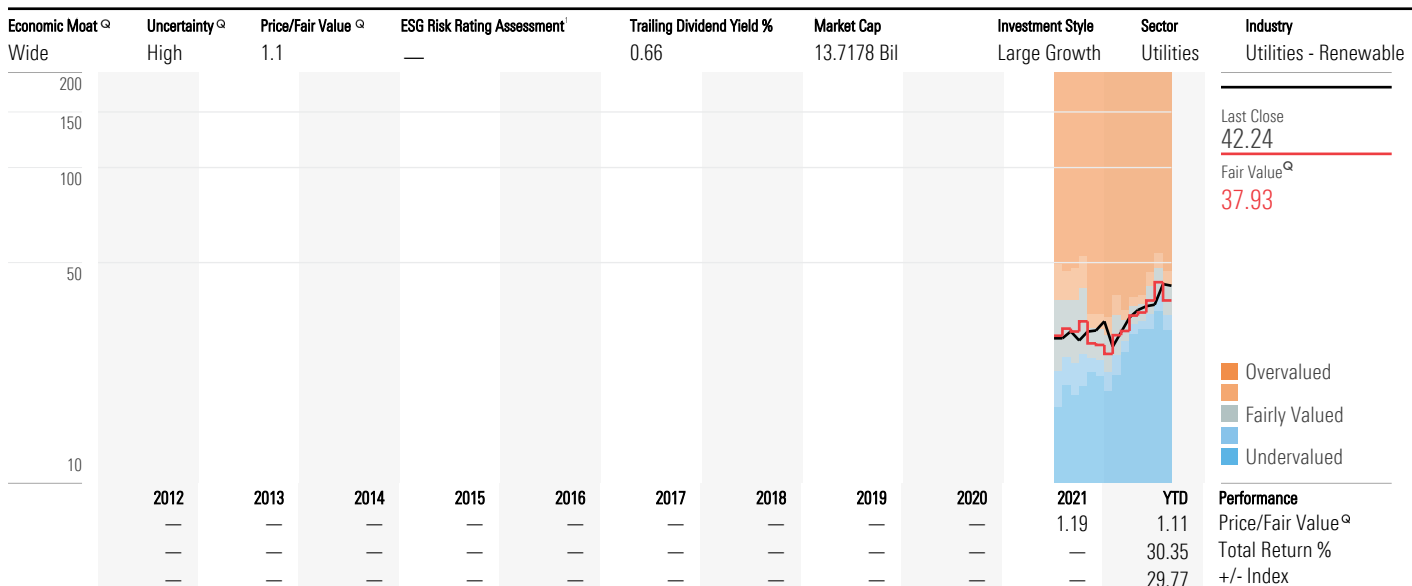 Economic Moat Q Uncertainty Q Price/Fair Value Q ESG Risk Rating Assessment¹ Trailing Dividend Yield % Market Cap Investment Style Sector Industry
Wide High 1.1 — 0.66 13.7178 Bil Large Growth Utilities Utilities - Renewable
200
150
100
50
10
Last Close
42.24
Fair Value Q
37.93
Overvalued
Fairly Valued
Undervalued
2012 2013 2014 2015 2016 2017 2018 2019 2020 2021 YTD Performance
— — — — — — — — — 1.19 1.11 Price/Fair Value Q
— — — — — — — — — — 30.35 Total Return %
— — — — — — — — — — 29.77 +/- Index